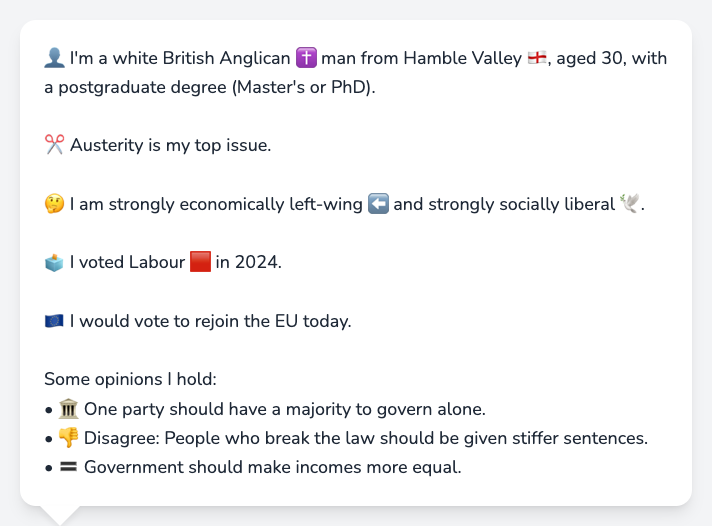 👤 I'm a white British Anglican ✝️ man from Hamble Valley 🏴󠁧󠁢󠁥󠁮󠁧󠁿, aged 30, with
a postgraduate degree (Master's or PhD).
✂️ Austerity is my top issue.
🤔 I am strongly economically left-wing ⬅️ and strongly socially liberal 🕊️.
🗳️ I voted Labour 🟥 in 2024.
🇪🇺 I would vote to rejoin the EU today.
Some opinions I hold:
• 🏛️ One party should have a majority to govern alone.
• 👎 Disagree: People who break the law should be given stiffer sentences.
• 🟰 Government should make incomes more equal.